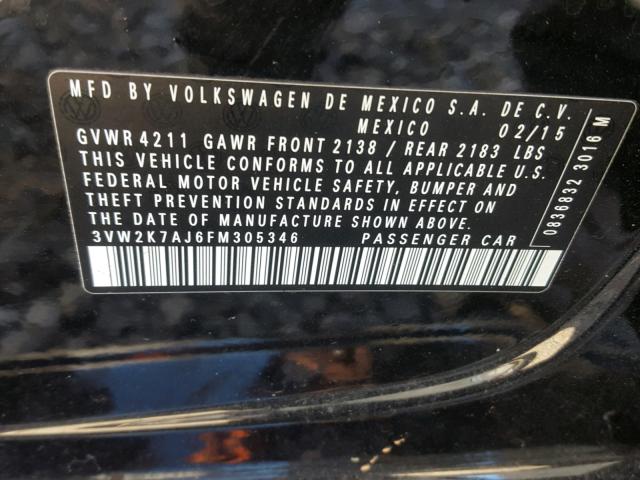 MFD BY VOLKSWAGEN DE MEXICO S.A. DE C.V.
MEXICO 02/15
GVWR 4211 GAWR FRONT 2138 / REAR 2183 LBS
THIS VEHICLE CONFORMS TO ALL APPLICABLE U.S.
FEDERAL MOTOR VEHICLE SAFETY, BUMPER AND
THEFT PREVENTION STANDARDS IN EFFECT ON
THE DATE OF MANUFACTURE SHOWN ABOVE.
3VW2K7AJ6FM305346 PASSENGER CAR
0836832 3016 M